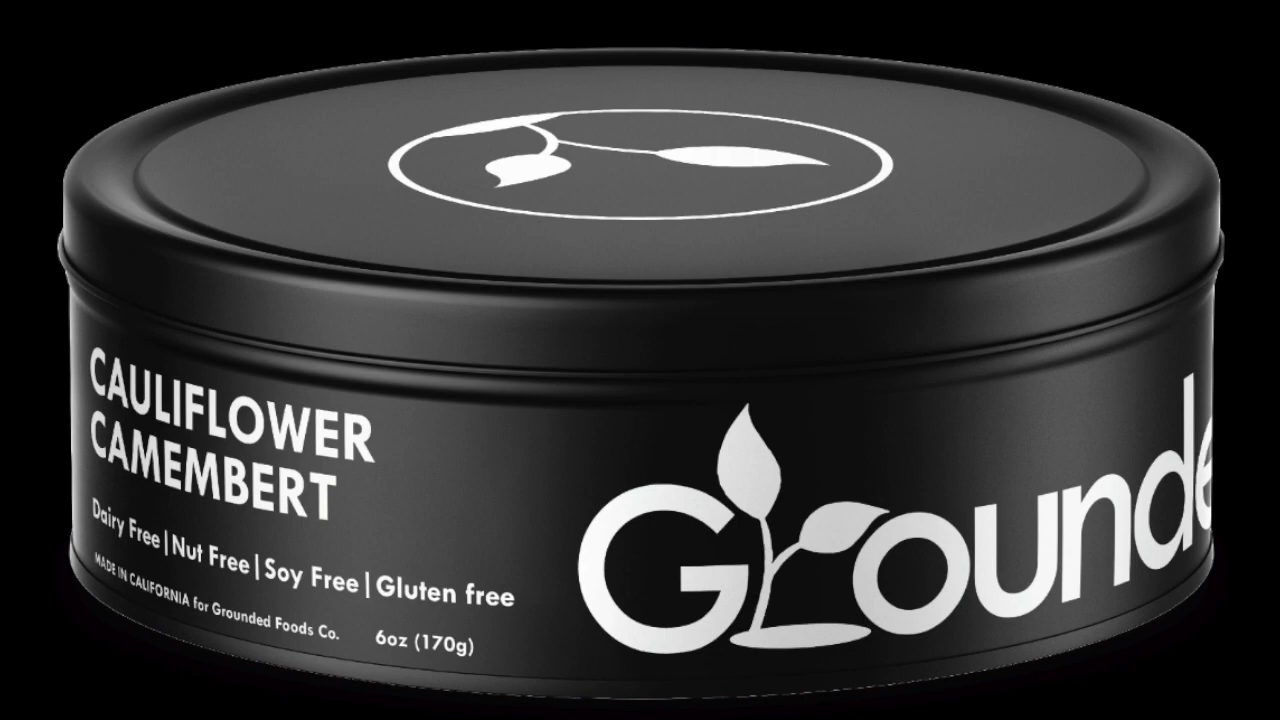 CAULIFLOWER
CAMEMBERT
Dairy Free|Nut Free|Soy Free|Gluten free
MADE IN CALIFORNIA for Grounded Foods Co.
6oz (170g)
Grounde